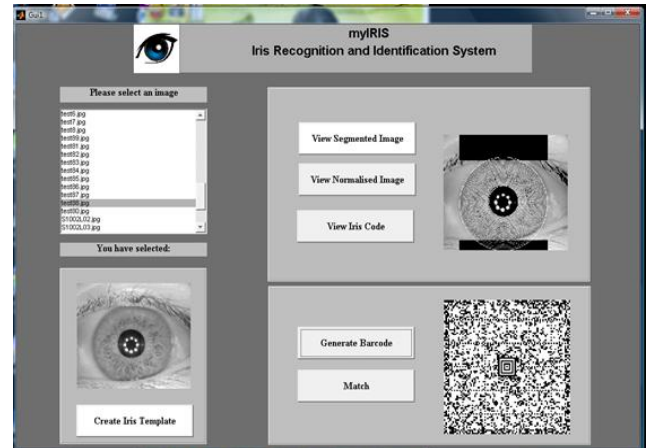 Gui1
myIRIS
Iris Recognition and Identification System
Please select an image
test6.jpg
test7.jpg
test8.jpg
test89.jpg
test81.jpg
test82.jpg
test83.jpg
test84.jpg
test85.jpg
test86.jpg
test87.jpg
test88.jpg
test80.jpg
S1002L02.jpg
S1002L03.jpg
You have selected:
Create Iris Template
View Segmented Image
View Normalised Image
View Iris Code
Generate Barcode
Match